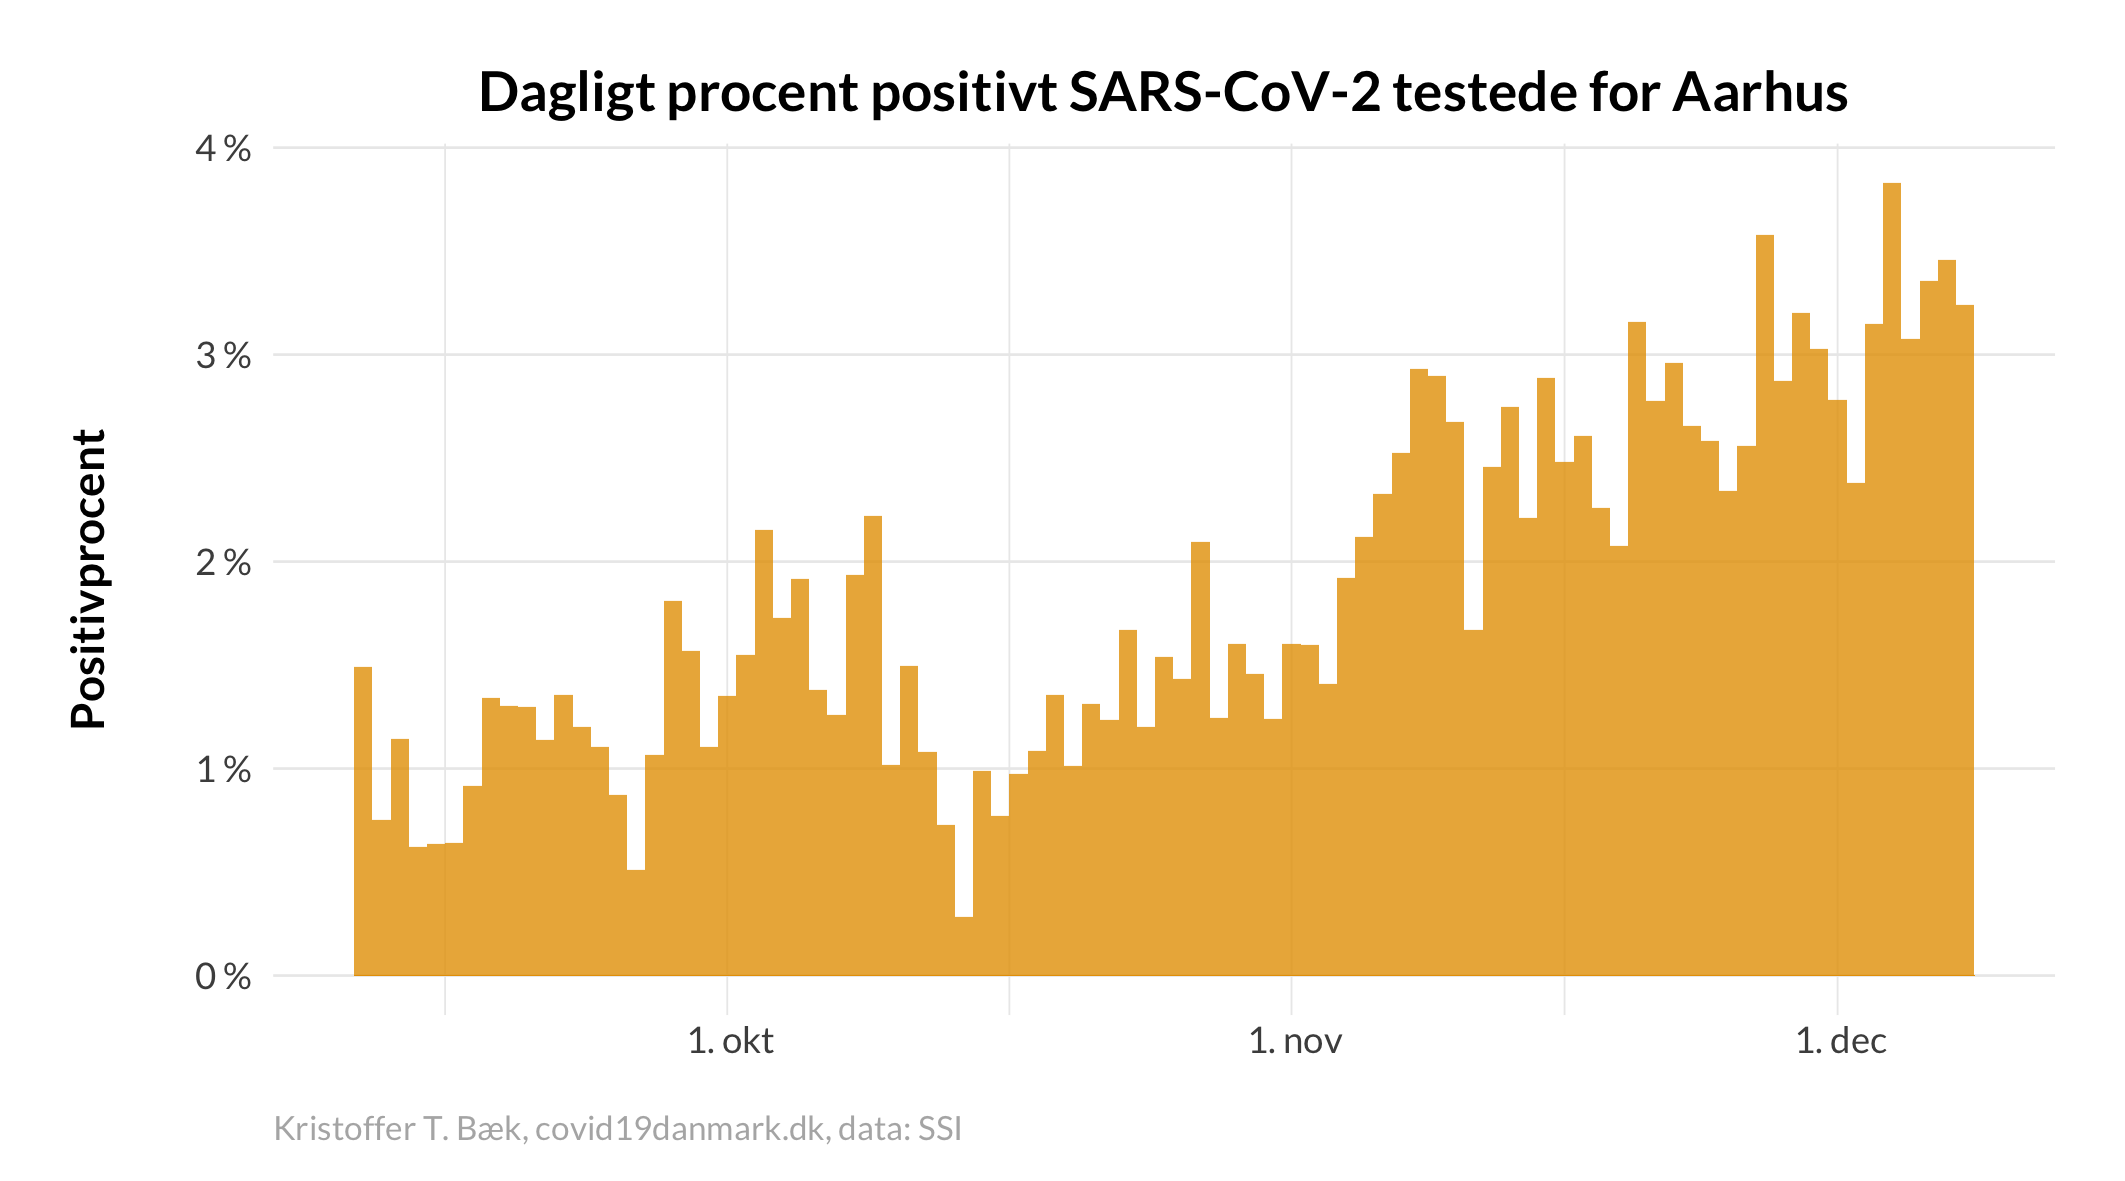 Dagligt procent positivt SARS-CoV-2 testede for Aarhus
Positivprocent
4 %
3 %
2 %
1 %
0 %
1. okt
1. nov
1. dec
Kristoffer T. Bæk, covid19danmark.dk, data: SSI